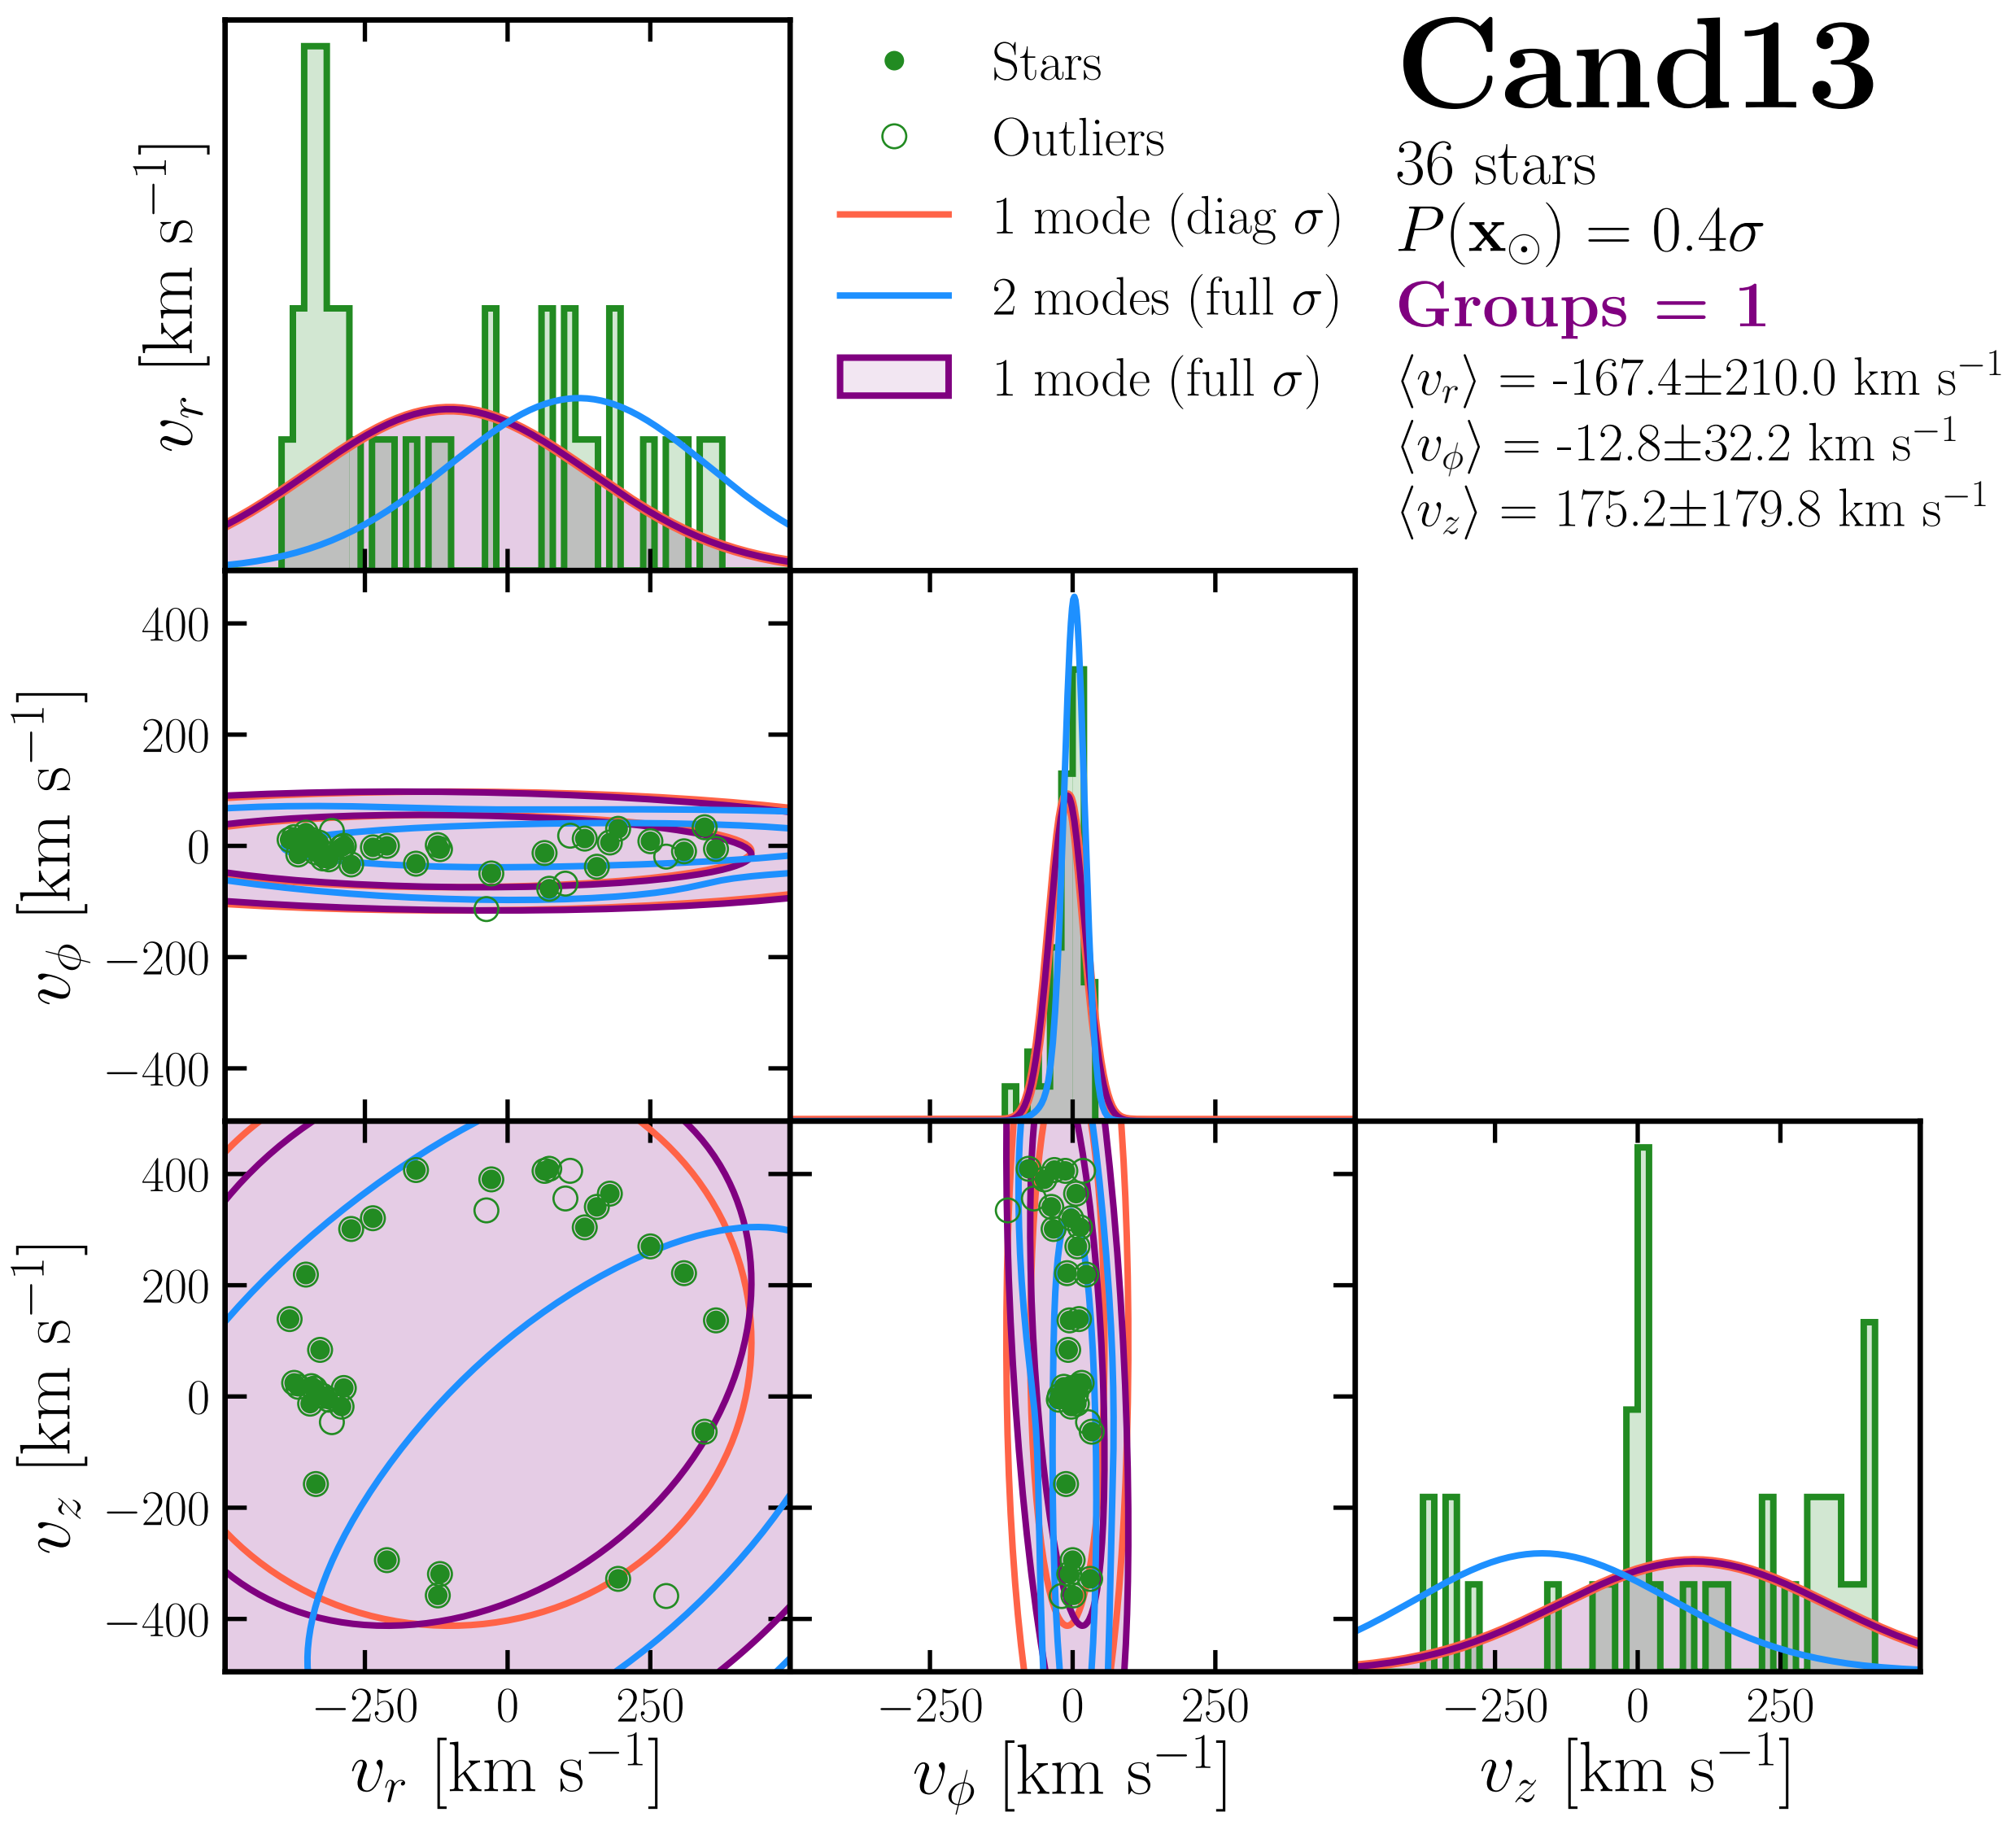 Cand13
36 stars
P(x⊙) = 0.4σ
Groups = 1
⟨v_r⟩ = -167.4±210.0 km s⁻¹
⟨v_ϕ⟩ = -12.8±32.2 km s⁻¹
⟨v_z⟩ = 175.2±179.8 km s⁻¹
Stars
Outliers
1 mode (diag σ)
2 modes (full σ)
1 mode (full σ)
v_r [km s⁻¹]
400
200
0
−200
−400
v_ϕ [km s⁻¹]
400
200
0
−200
−400
v_z [km s⁻¹]
−250 0 250
v_r [km s⁻¹]
−250 0 250
v_ϕ [km s⁻¹]
−250 0 250
v_z [km s⁻¹]